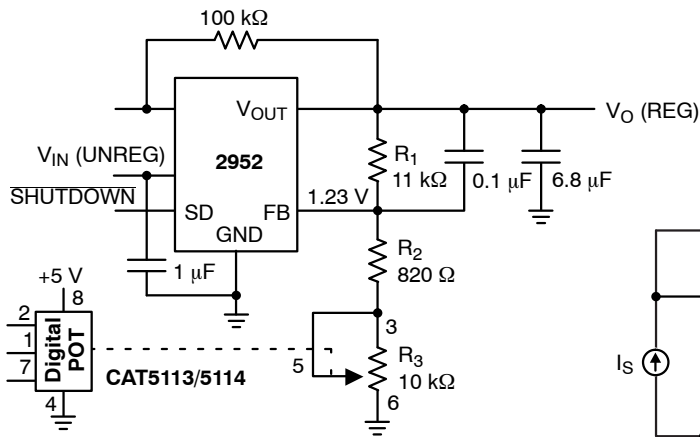 100 kΩ
VOUT
VO (REG)
VIN (UNREG)
2952
R1
11 kΩ
0.1 μF
6.8 μF
SHUTDOWN
1.23 V
SD
FB
GND
R2
820 Ω
1 μF
+5 V
8
2
1
7
4
Digital
POT
CAT5113/5114
3
5
R3
10 kΩ
6
IS